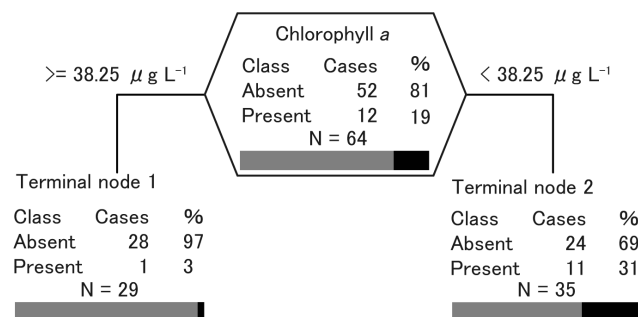 Chlorophyll a
Class Cases %
Absent 52 81
Present 12 19
N = 64
>= 38.25 μg L⁻¹
< 38.25 μg L⁻¹
Terminal node 1
Class Cases %
Absent 28 97
Present 1 3
N = 29
Terminal node 2
Class Cases %
Absent 24 69
Present 11 31
N = 35